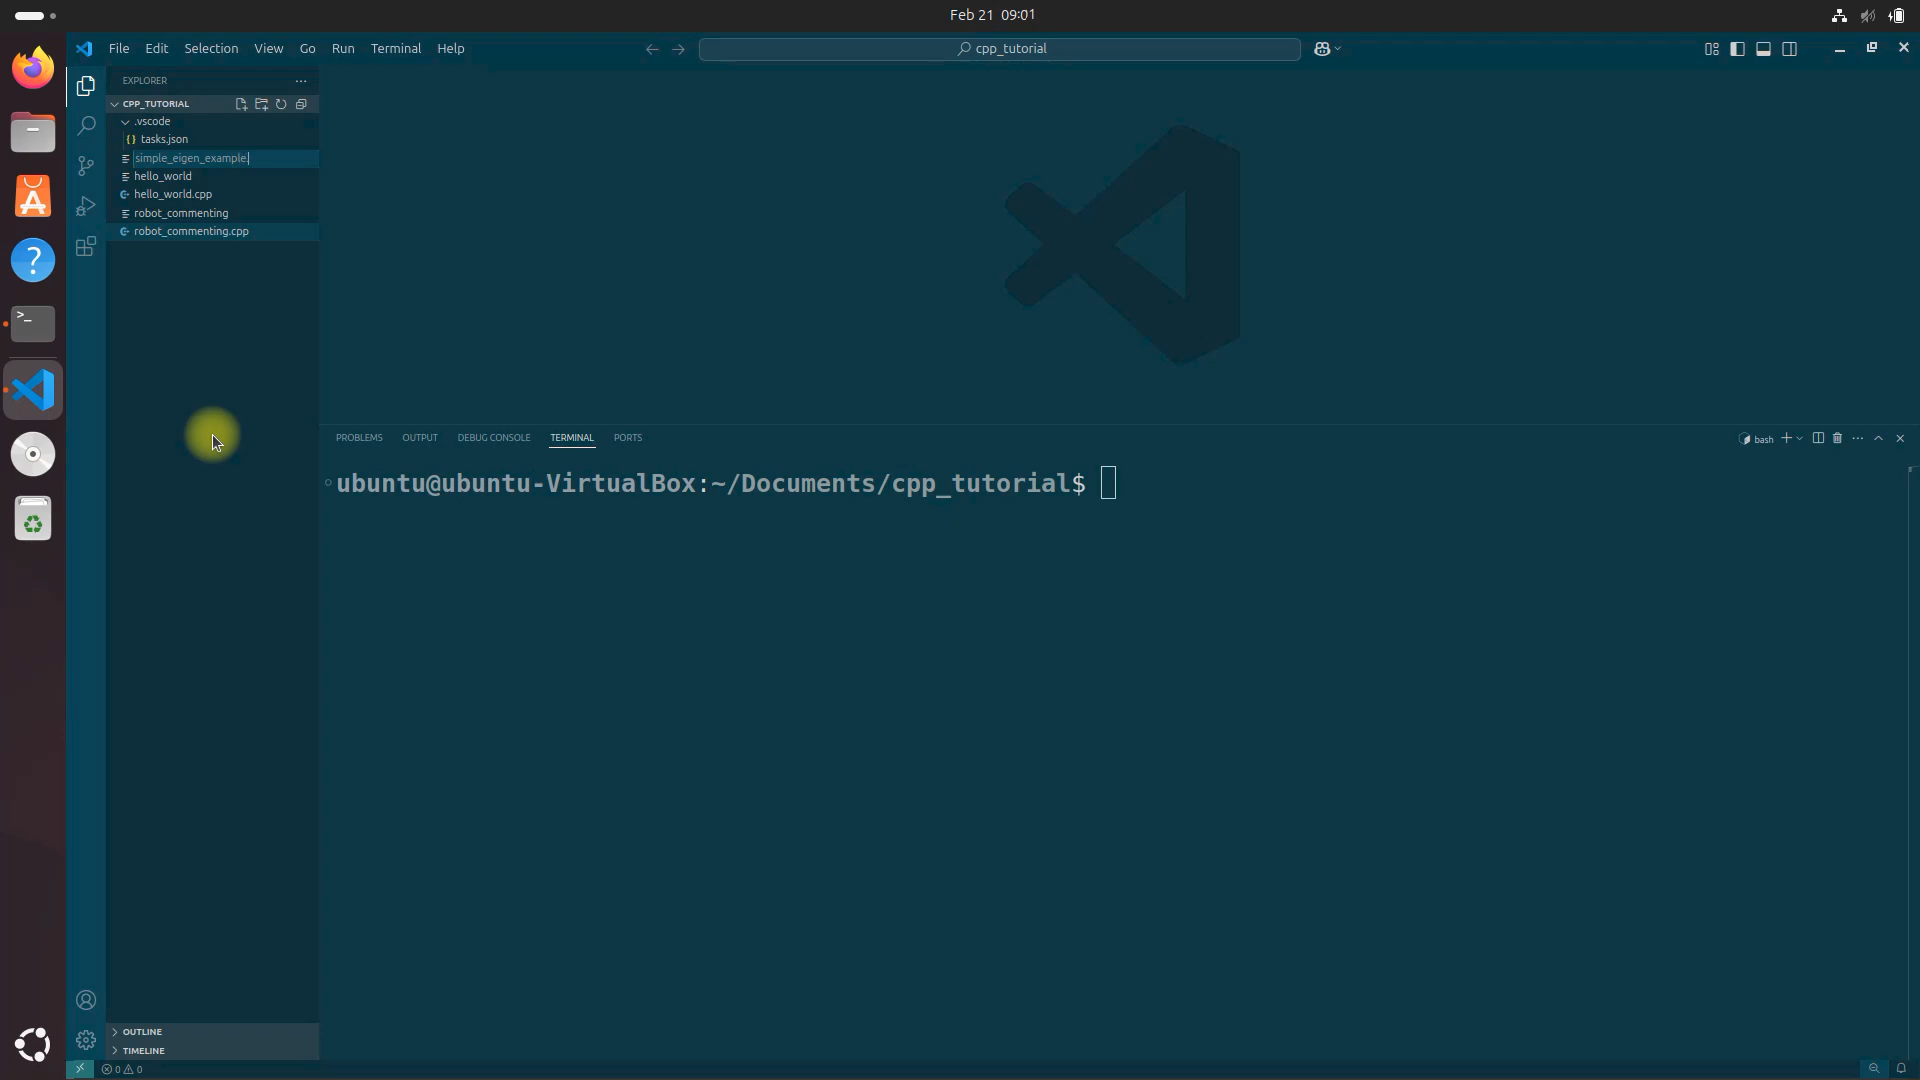 Feb 21 09:01
File Edit Selection View Go Run Terminal Help
cpp_tutorial
EXPLORER
CPP_TUTORIAL
.vscode
tasks.json
simple_eigen_example.
hello_world
hello_world.cpp
robot_commenting
robot_commenting.cpp
PROBLEMS OUTPUT DEBUG CONSOLE TERMINAL PORTS
bash
ubuntu@ubuntu-VirtualBox:~/Documents/cpp_tutorial$
OUTLINE
TIMELINE
0 0